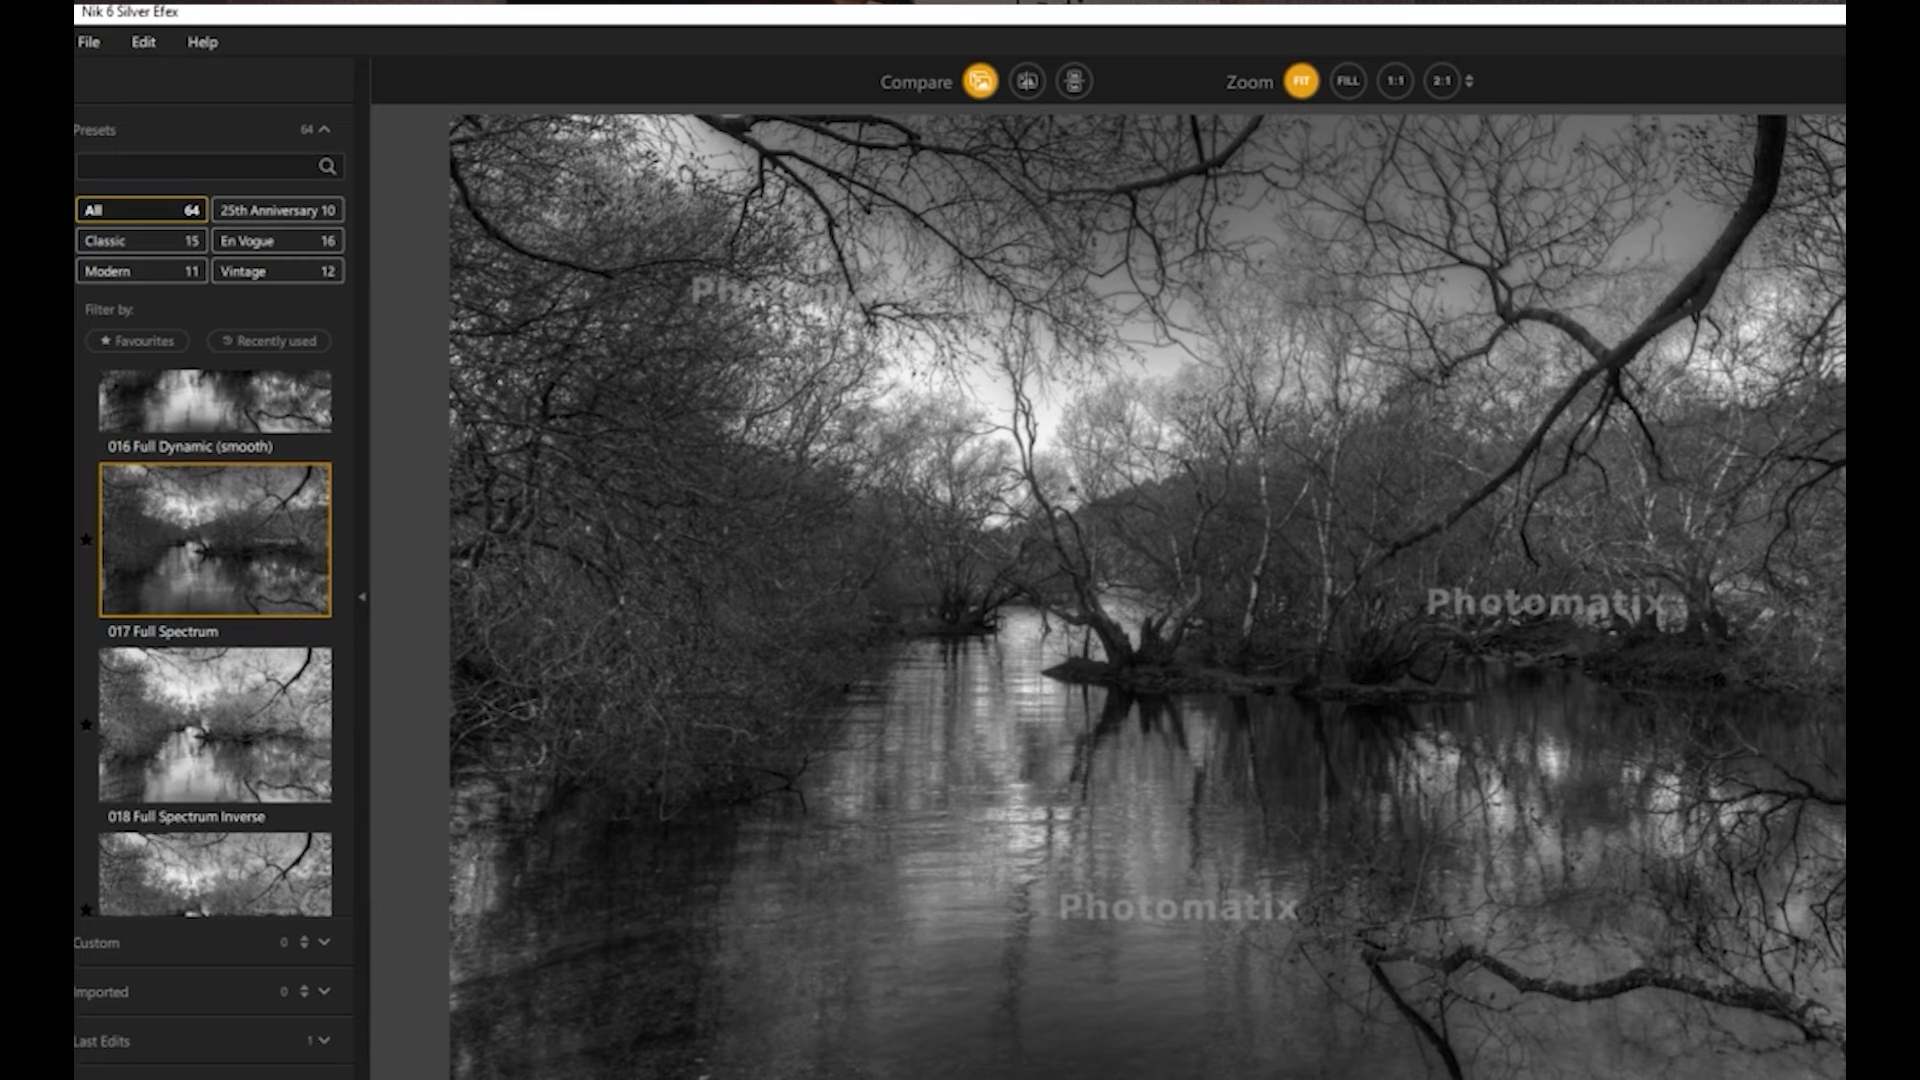 Nik 6 Silver Efex
File Edit Help
Compare Zoom FIT FILL 1:1 2:1
Presets 64
All 64 25th Anniversary 10
Classic 15 En Vogue 16
Modern 11 Vintage 12
Filter by:
Favourites Recently used
016 Full Dynamic (smooth)
017 Full Spectrum
018 Full Spectrum Inverse
Custom 0
Imported 0
Last Edits 1
Photomatix
Photomatix